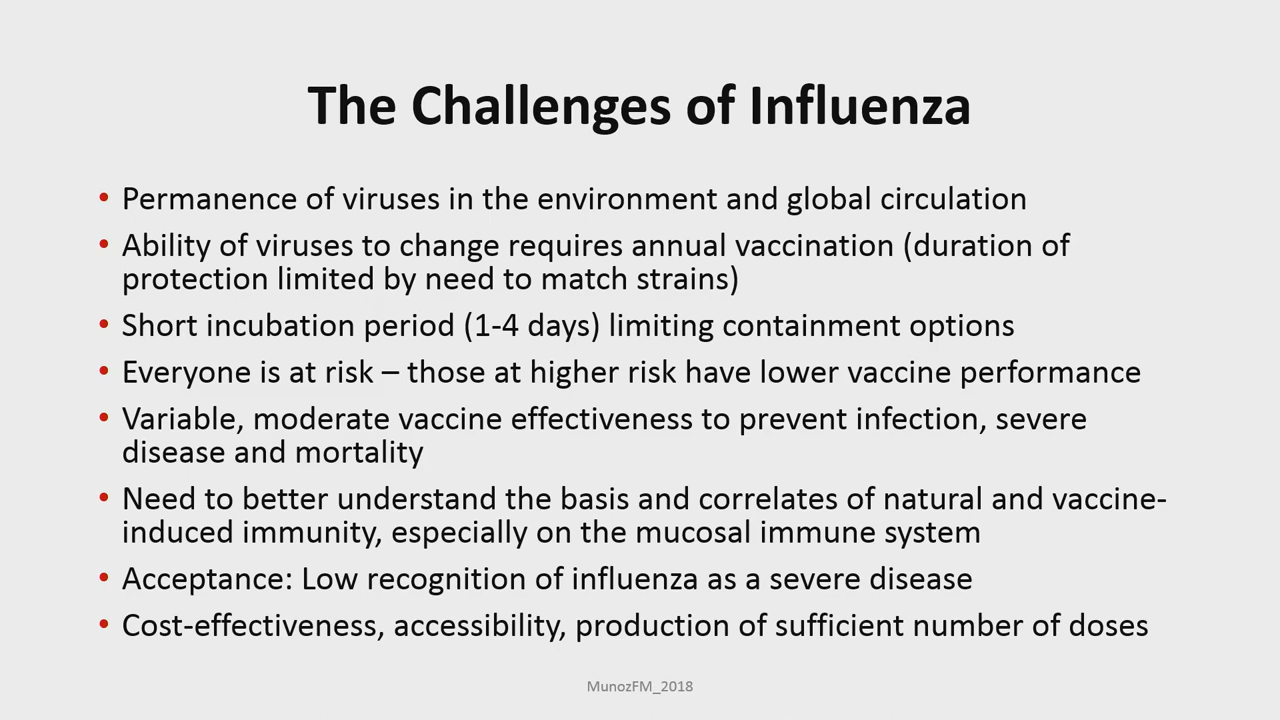 The Challenges of Influenza
• Permanence of viruses in the environment and global circulation
• Ability of viruses to change requires annual vaccination (duration of
protection limited by need to match strains)
• Short incubation period (1-4 days) limiting containment options
• Everyone is at risk – those at higher risk have lower vaccine performance
• Variable, moderate vaccine effectiveness to prevent infection, severe
disease and mortality
• Need to better understand the basis and correlates of natural and vaccine-
induced immunity, especially on the mucosal immune system
• Acceptance: Low recognition of influenza as a severe disease
• Cost-effectiveness, accessibility, production of sufficient number of doses
MunozFM_2018